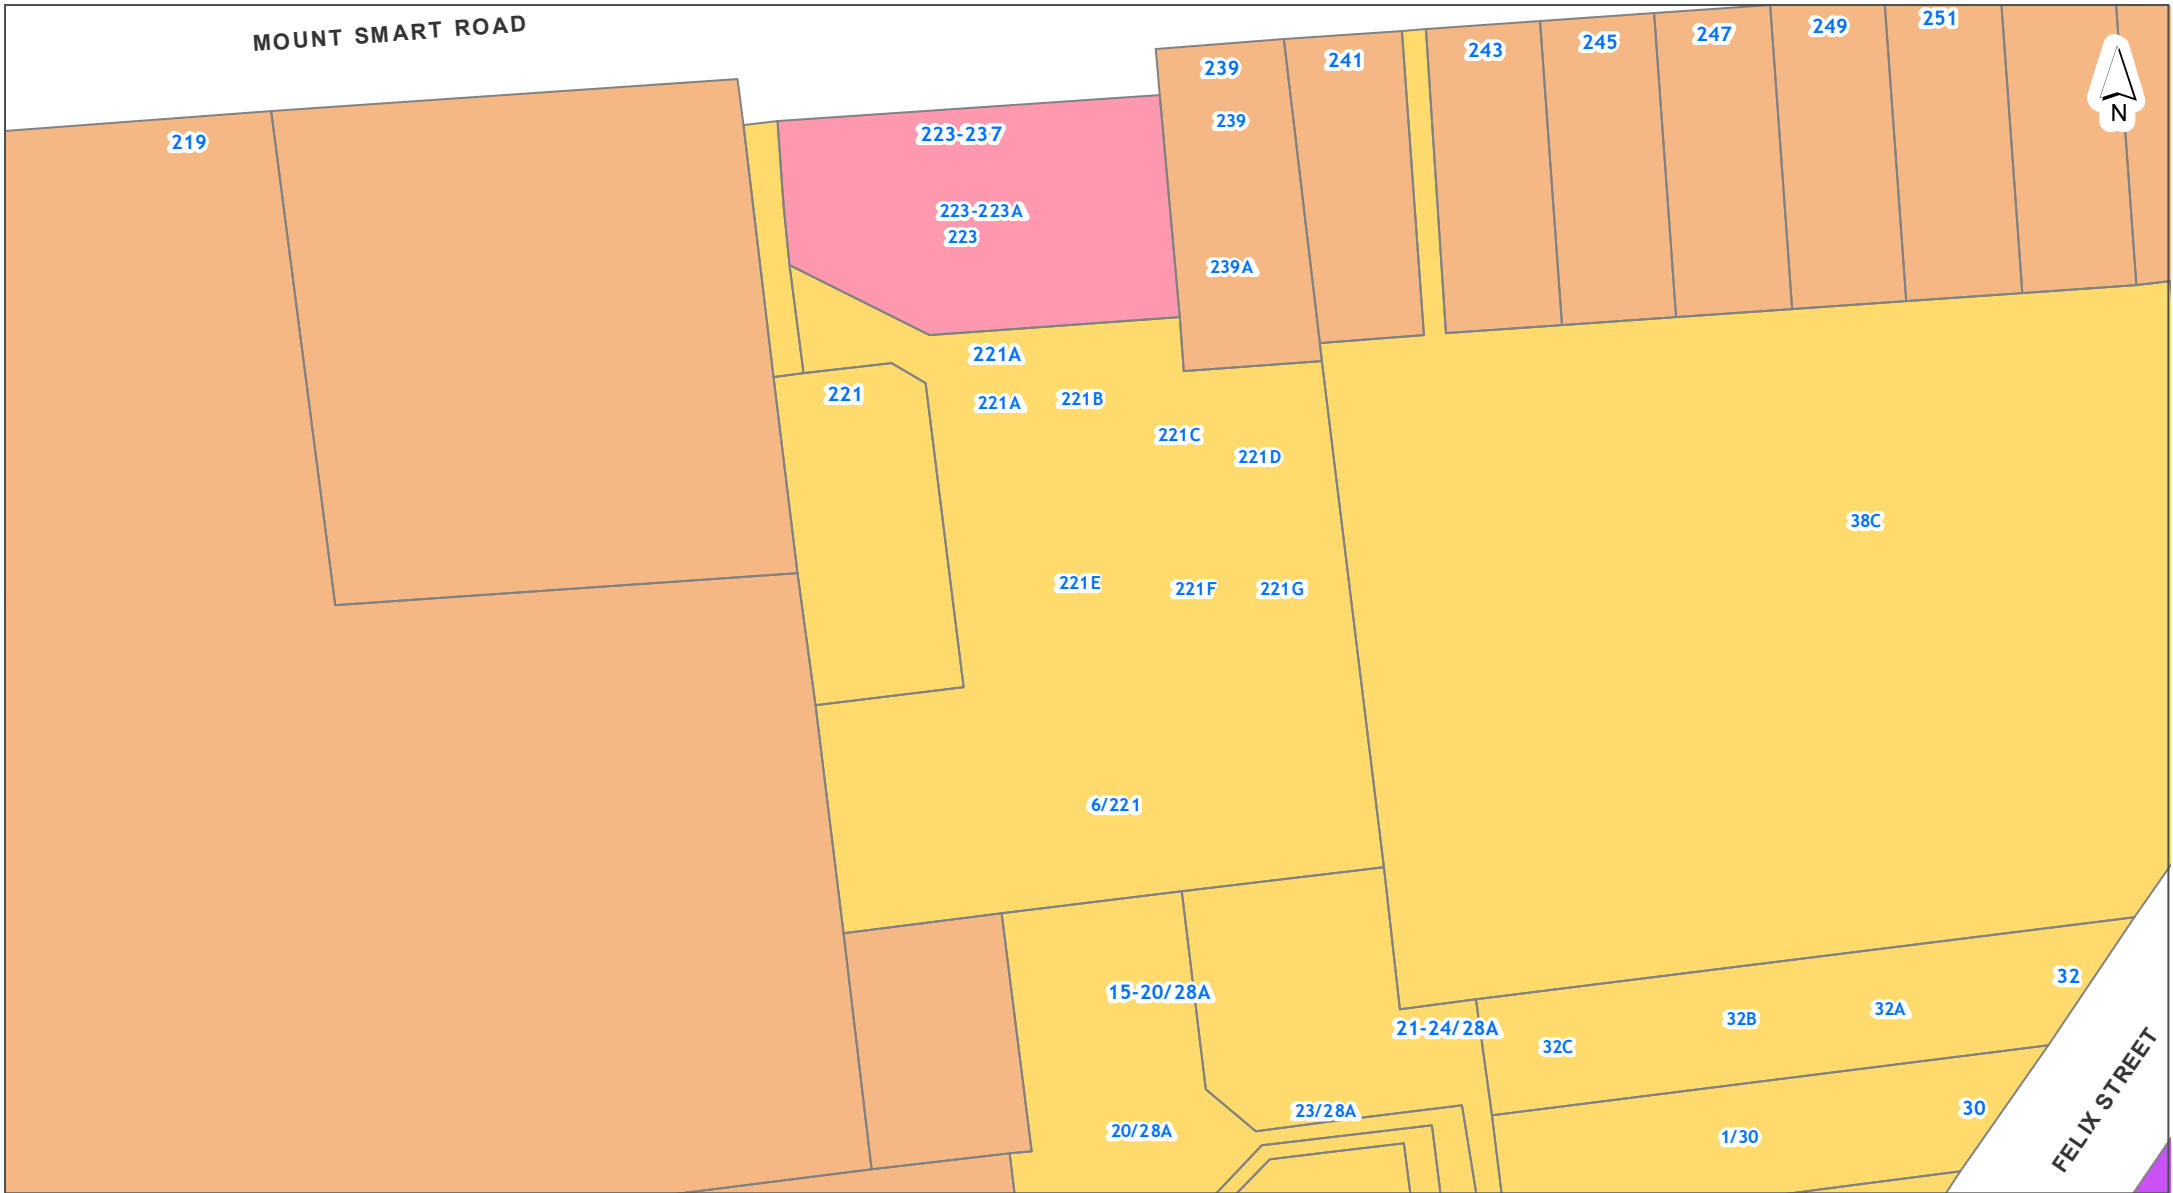 MOUNT SMART ROAD
219
223-237
223-223A
223
239
239
239A
241
243
245
247
249
251
N
221A
221
221A
221B
221C
221D
38C
221E
221F
221G
6/221
15-20/28A
21-24/28A
32
32A
32B
32C
23/28A
20/28A
30
1/30
FELIX STREET